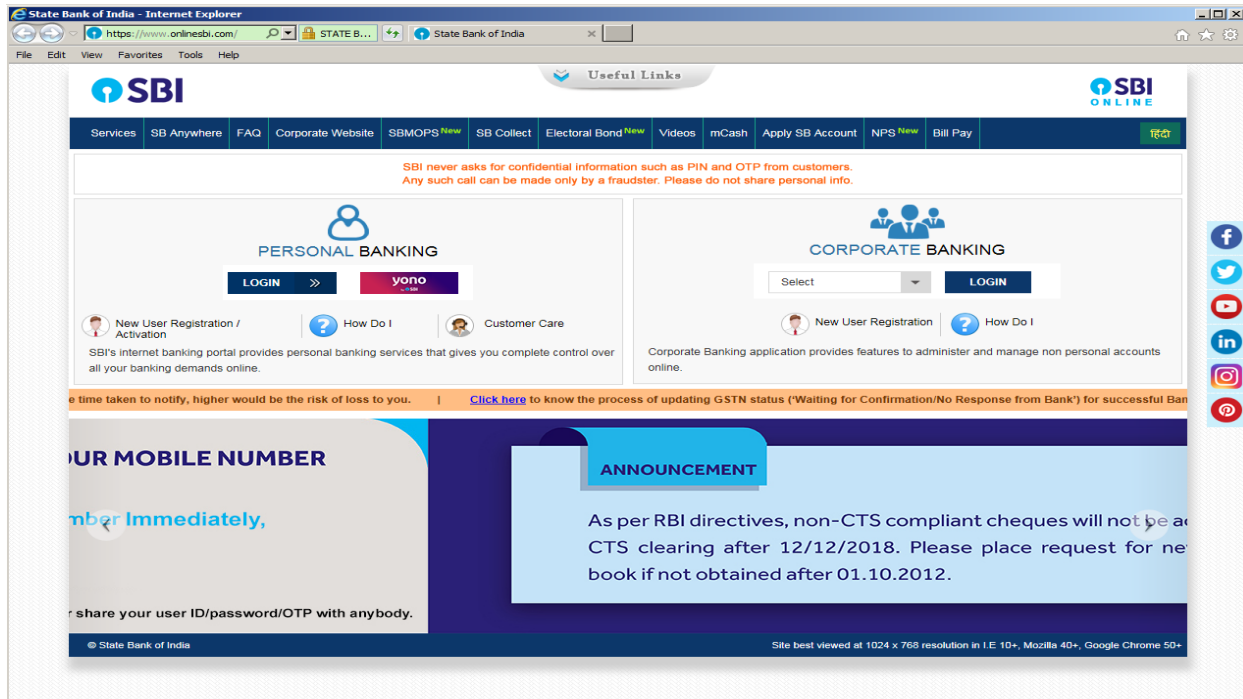 State Bank of India - Internet Explorer
https://www.onlinesbi.com/ STATE B... State Bank of India
File Edit View Favorites Tools Help
Useful Links
SBI
SBI
ONLINE
Services SB Anywhere FAQ Corporate Website SBMOPS New SB Collect Electoral Bond New Videos mCash Apply SB Account NPS New Bill Pay हिंदी
SBI never asks for confidential information such as PIN and OTP from customers.
Any such call can be made only by a fraudster. Please do not share personal info.
PERSONAL BANKING
LOGIN » yono
by SBI
New User Registration /
Activation
How Do I
Customer Care
SBI's internet banking portal provides personal banking services that gives you complete control over
all your banking demands online.
CORPORATE BANKING
Select LOGIN
New User Registration
How Do I
Corporate Banking application provides features to administer and manage non personal accounts
online.
e time taken to notify, higher would be the risk of loss to you. | Click here to know the process of updating GSTN status ('Waiting for Confirmation/No Response from Bank') for successful Ban
OUR MOBILE NUMBER
mber Immediately,
r share your user ID/password/OTP with anybody.
ANNOUNCEMENT
As per RBI directives, non-CTS compliant cheques will not be a
CTS clearing after 12/12/2018. Please place request for ne
book if not obtained after 01.10.2012.
© State Bank of India
Site best viewed at 1024 x 768 resolution in I.E 10+, Mozilla 40+, Google Chrome 50+